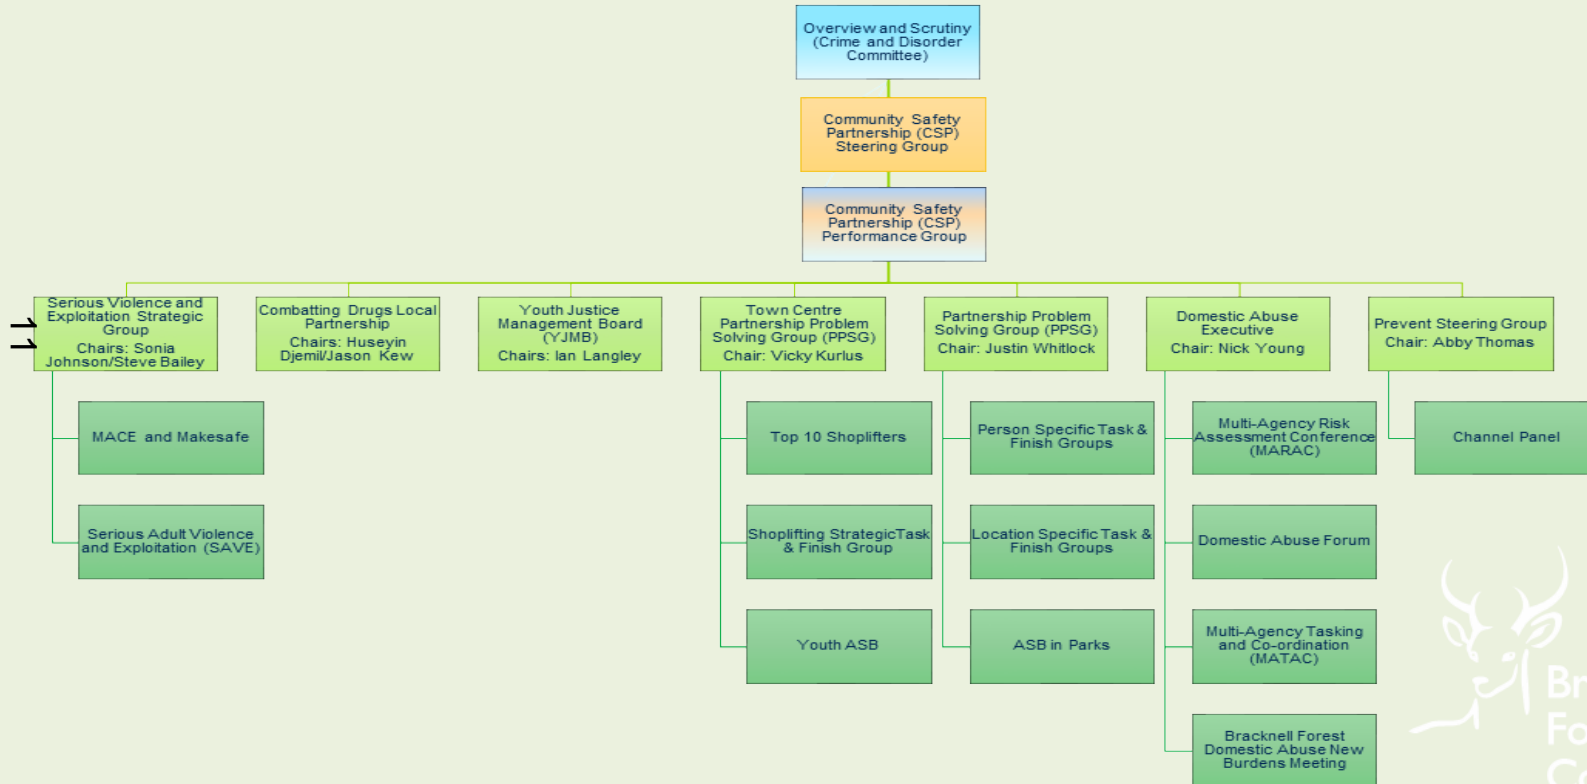 Overview and Scrutiny
(Crime and Disorder
Committee)
Community Safety
Partnership (CSP)
Steering Group
Community Safety
Partnership (CSP)
Performance Group
Serious Violence and
Exploitation Strategic
Group
Chairs: Sonia
Johnson/Steve Bailey
Combatting Drugs Local
Partnership
Chairs: Huseyin
Djemil/Jason Kew
Youth Justice
Management Board
(YJMB)
Chairs: Ian Langley
Town Centre
Partnership Problem
Solving Group (PPSG)
Chair: Vicky Kurlus
Partnership Problem
Solving Group (PPSG)
Chair: Justin Whitlock
Domestic Abuse
Executive
Chair: Nick Young
Prevent Steering Group
Chair: Abby Thomas
MACE and Makesafe
Serious Adult Violence
and Exploitation (SAVE)
Top 10 Shoplifters
Shoplifting Strategic Task
& Finish Group
Youth ASB
Person Specific Task &
Finish Groups
Location Specific Task &
Finish Groups
ASB in Parks
Multi-Agency Risk
Assessment Conference
(MARAC)
Domestic Abuse Forum
Multi-Agency Tasking
and Co-ordination
(MATAC)
Bracknell Forest
Domestic Abuse New
Burdens Meeting
Channel Panel